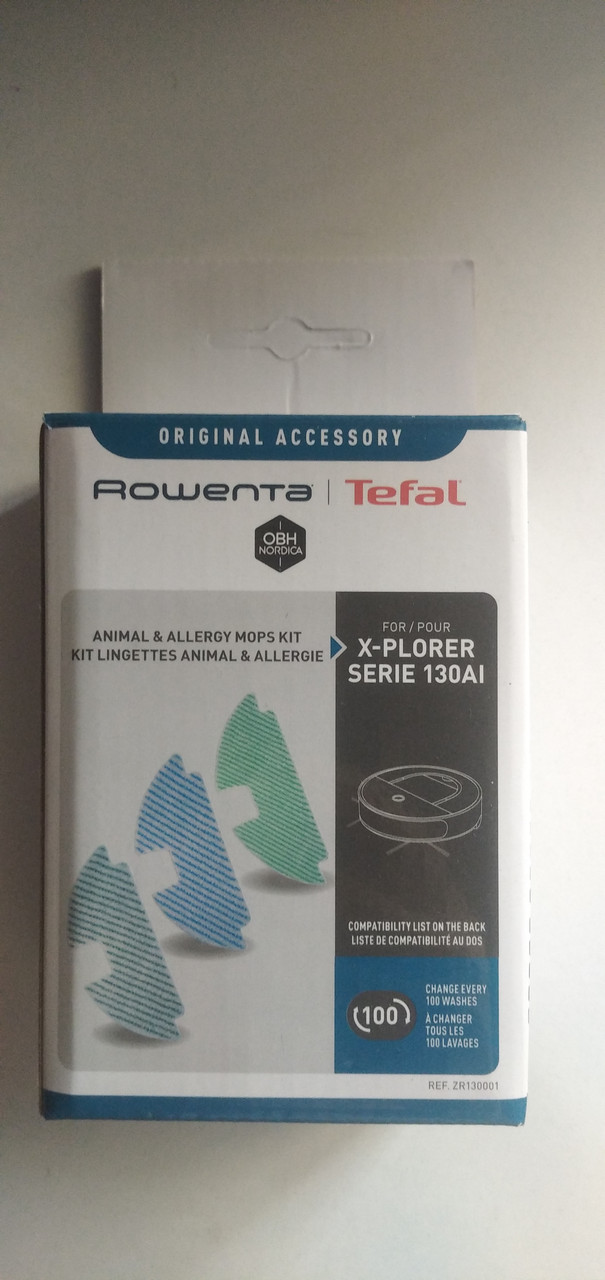 ORIGINAL ACCESSORY
Rowenta | Tefal
OBH
NORDICA
ANIMAL & ALLERGY MOPS KIT
KIT LINGETTES ANIMAL & ALLERGIE
FOR / POUR
X-PLORER
SERIE 130AI
COMPATIBILITY LIST ON THE BACK
LISTE DE COMPATIBILITÉ AU DOS
100
CHANGE EVERY
100 WASHES
À CHANGER
TOUS LES
100 LAVAGES
REF. ZR130001